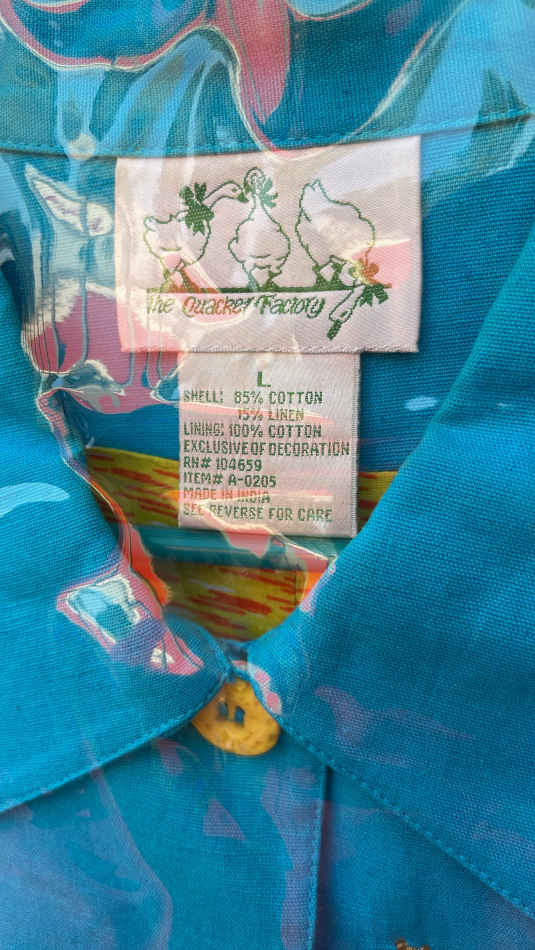 The Quacker Factory
L
SHELL: 85% COTTON
15% LINEN
LINING: 100% COTTON
EXCLUSIVE OF DECORATION
RN# 104659
ITEM# A-0205
MADE IN INDIA
SEE REVERSE FOR CARE